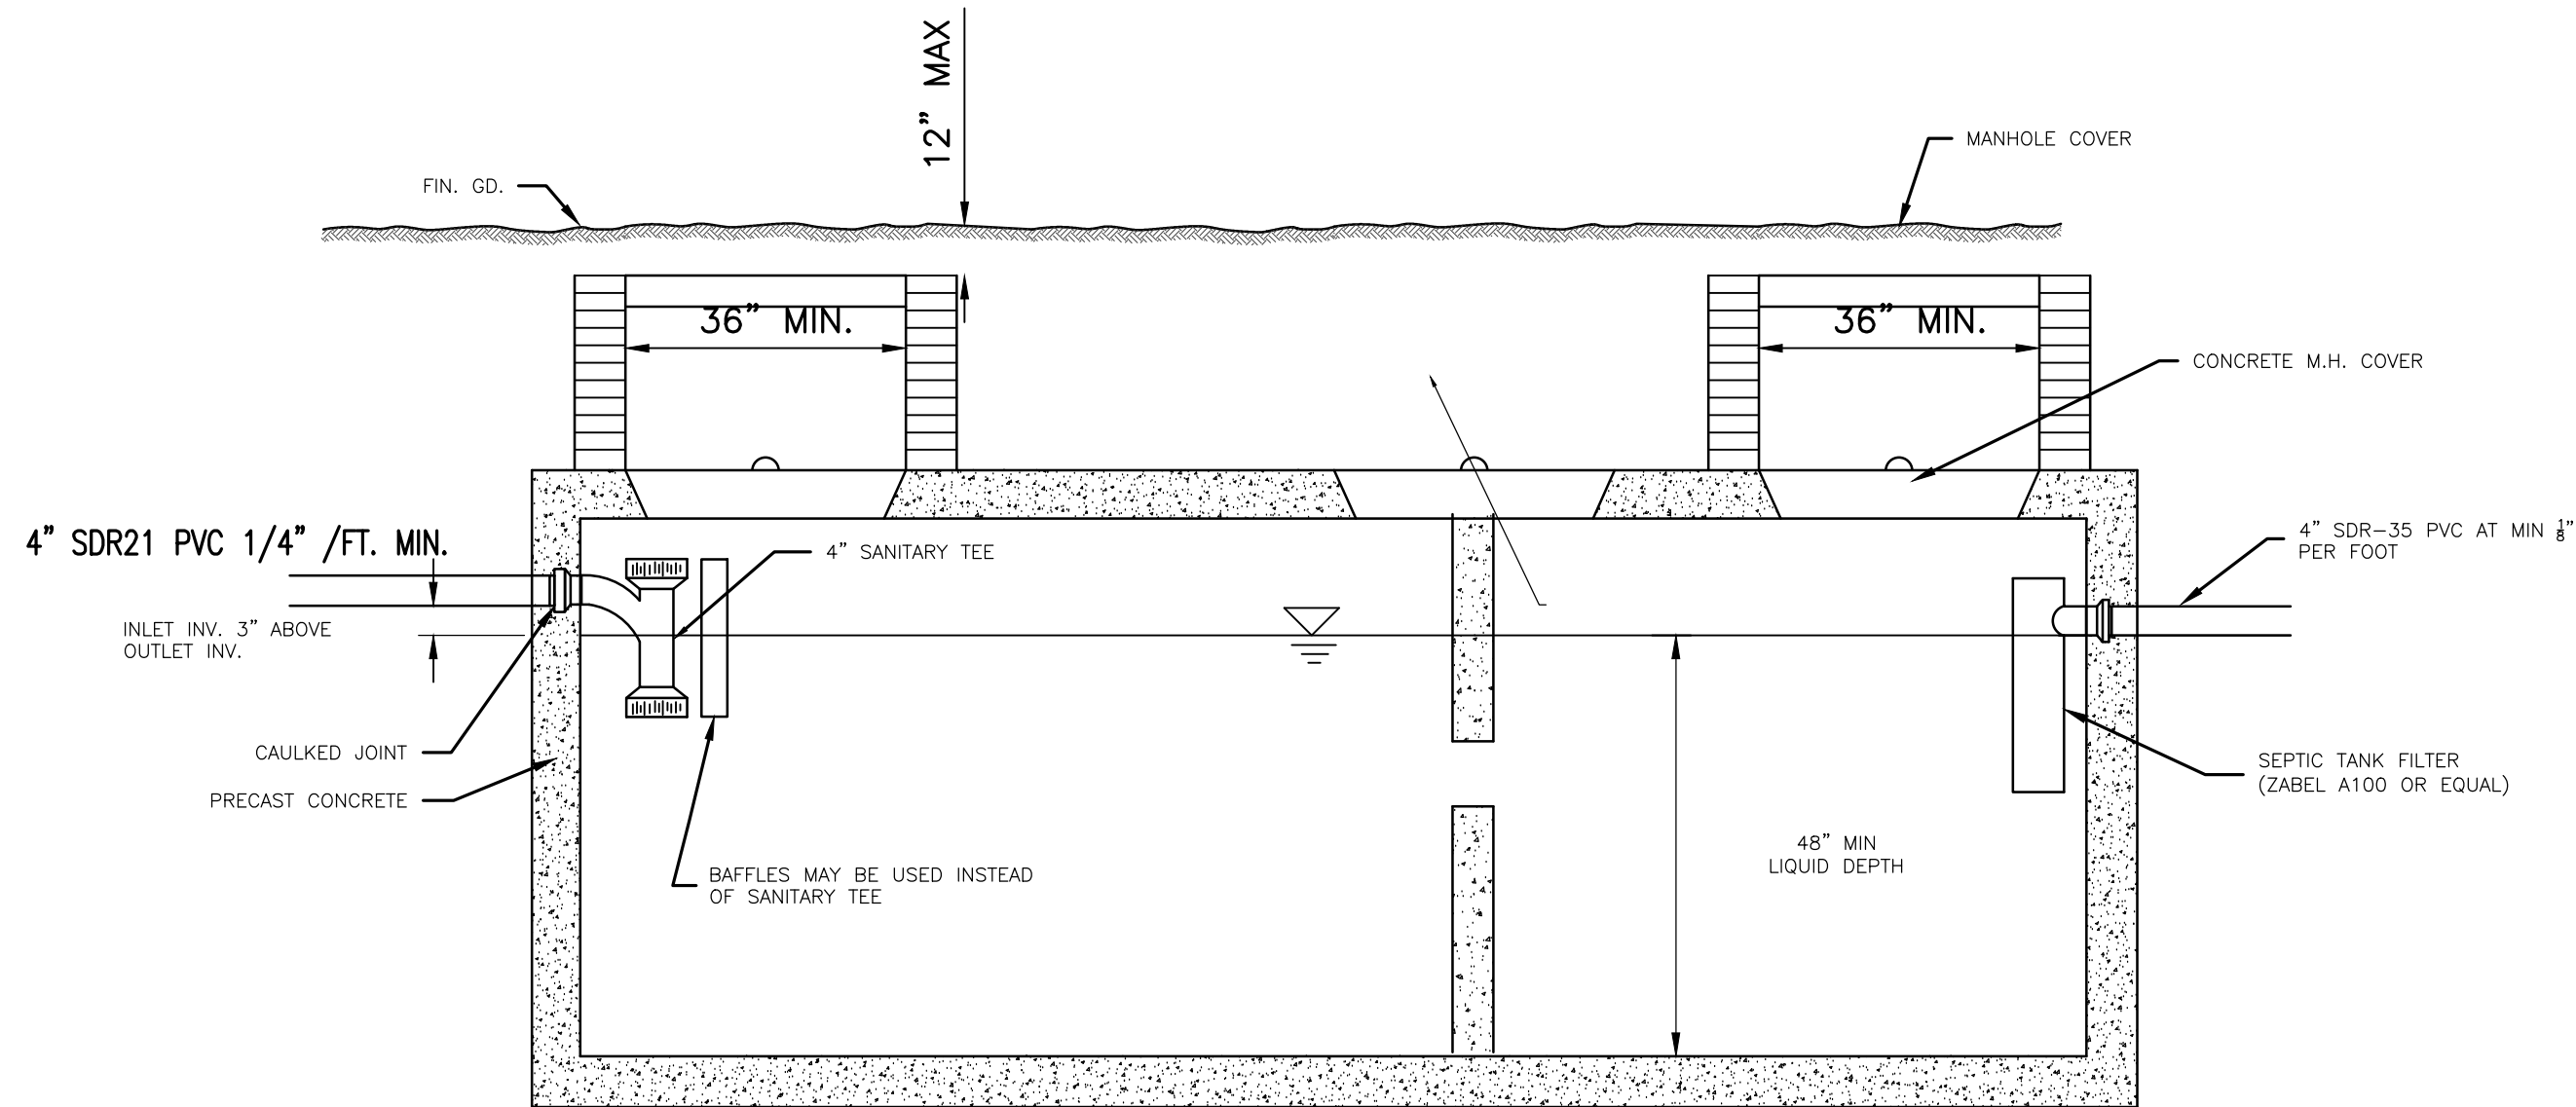 12” MAX
MANHOLE COVER
FIN. GD.
36” MIN.
36” MIN.
CONCRETE M.H. COVER
4” SDR21 PVC 1/4” /FT. MIN.
4” SANITARY TEE
4” SDR-35 PVC AT MIN ⅛”
PER FOOT
INLET INV. 3” ABOVE
OUTLET INV.
CAULKED JOINT
PRECAST CONCRETE
SEPTIC TANK FILTER
(ZABEL A100 OR EQUAL)
48” MIN
LIQUID DEPTH
BAFFLES MAY BE USED INSTEAD
OF SANITARY TEE